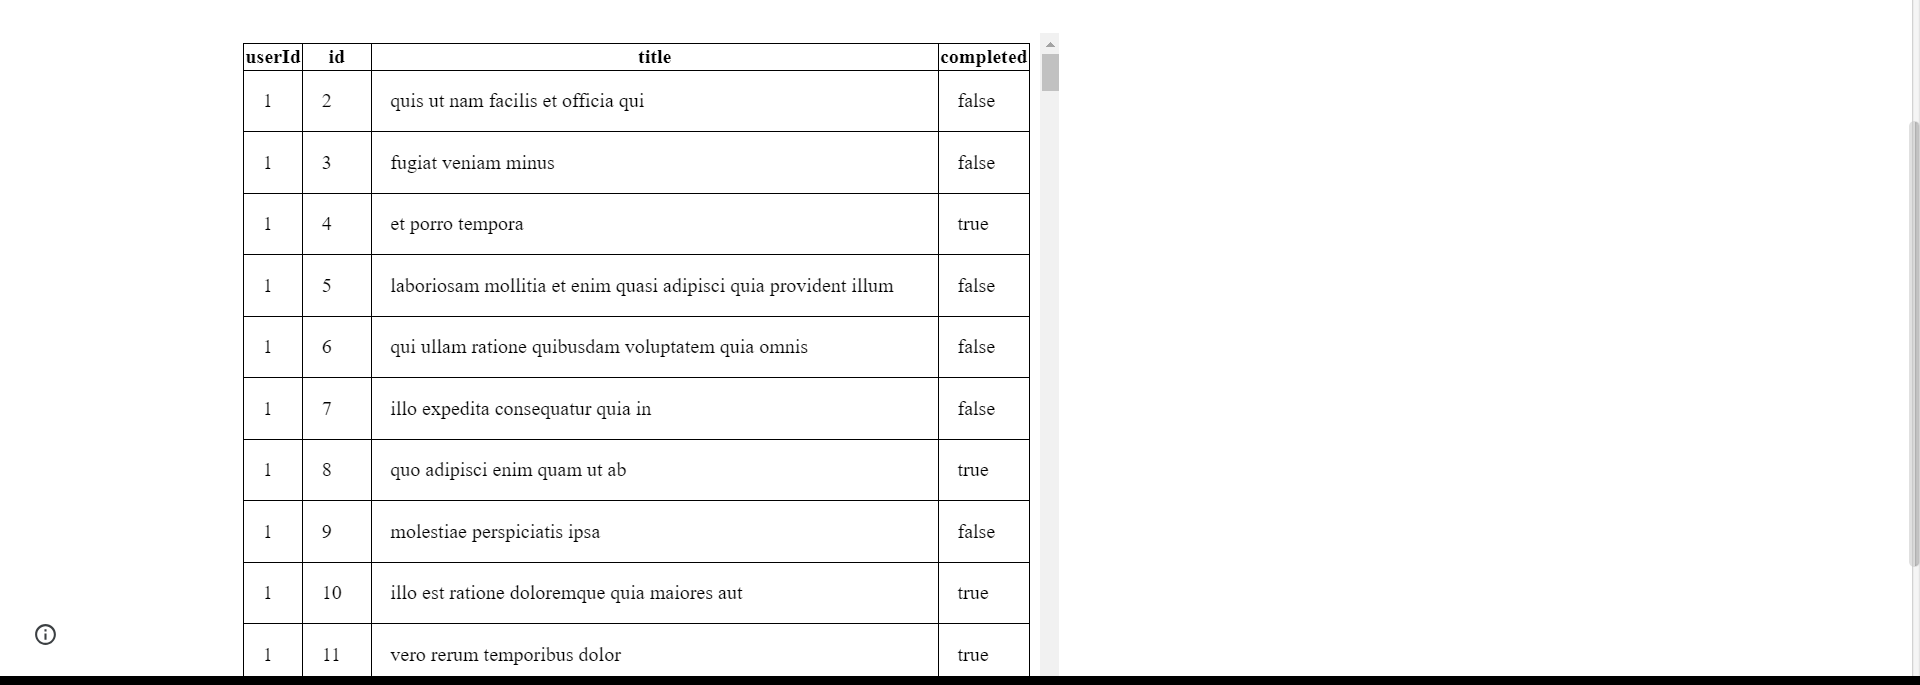 userId id title completed
1 2 quis ut nam facilis et officia qui false
1 3 fugiat veniam minus false
1 4 et porro tempora true
1 5 laboriosam mollitia et enim quasi adipisci quia provident illum false
1 6 qui ullam ratione quibusdam voluptatem quia omnis false
1 7 illo expedita consequatur quia in false
1 8 quo adipisci enim quam ut ab true
1 9 molestiae perspiciatis ipsa false
1 10 illo est ratione doloremque quia maiores aut true
1 11 vero rerum temporibus dolor true